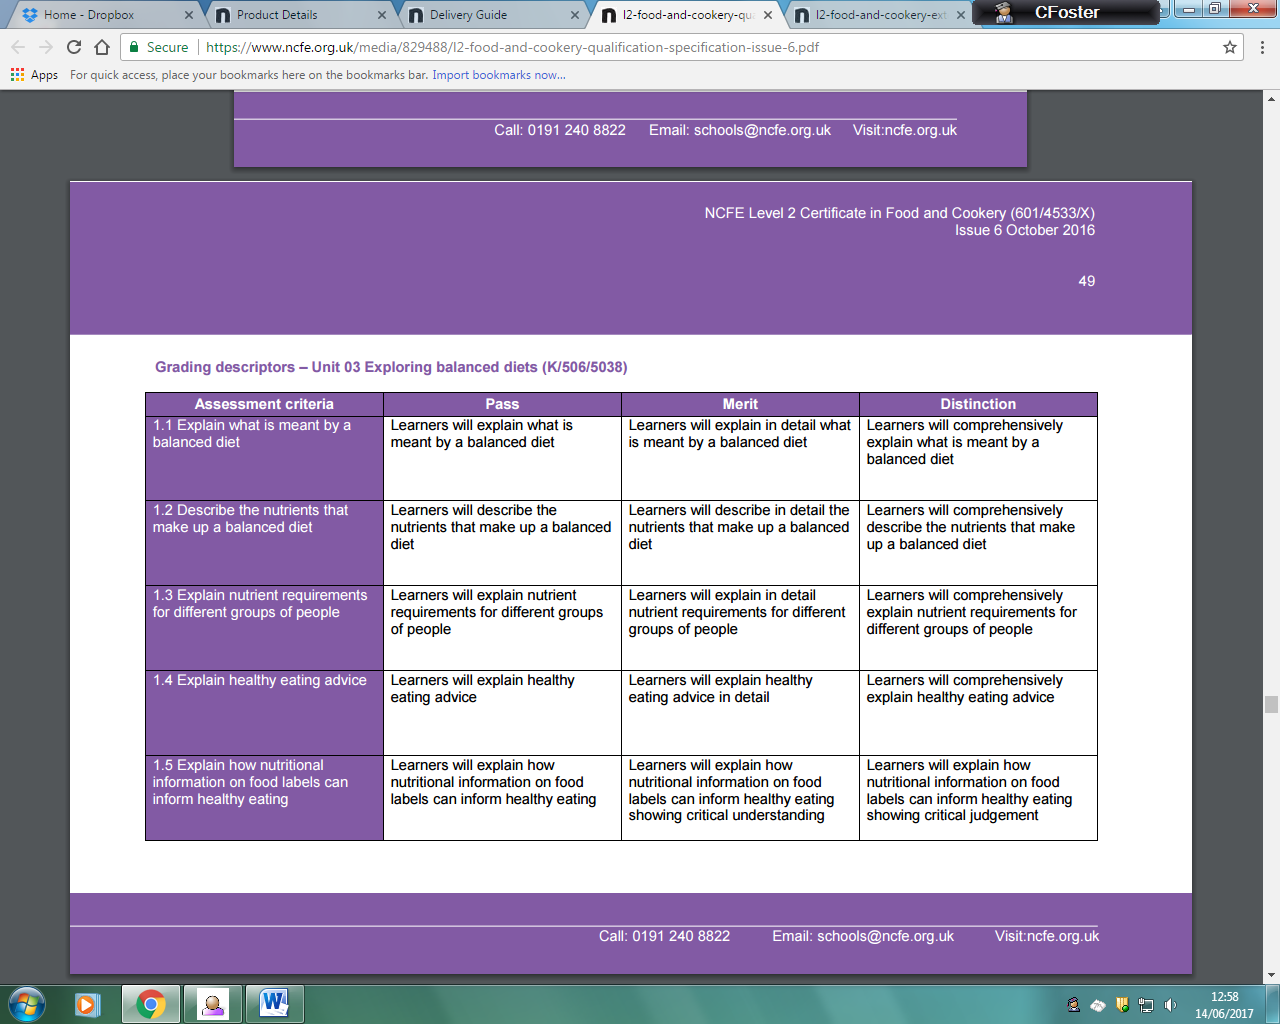 Home - Dropbox
Product Details
Delivery Guide
l2-food-and-cookery-qu
l2-food-and-cookery-ext
CFoster
Secure
https://www.ncfe.org.uk/media/829488/l2-food-and-cookery-qualification-specification-issue-6.pdf
Apps
For quick access, place your bookmarks here on the bookmarks bar. Import bookmarks now...
Call: 0191 240 8822 Email: schools@ncfe.org.uk Visit:ncfe.org.uk
NCFE Level 2 Certificate in Food and Cookery (601/4533/X)
Issue 6 October 2016
49
Grading descriptors – Unit 03 Exploring balanced diets (K/506/5038)
Assessment criteria
Pass
Merit
Distinction
1.1 Explain what is meant by a
balanced diet
Learners will explain what is
meant by a balanced diet
Learners will explain in detail what
is meant by a balanced diet
Learners will comprehensively
explain what is meant by a
balanced diet
1.2 Describe the nutrients that
make up a balanced diet
Learners will describe the
nutrients that make up a balanced
diet
Learners will describe in detail the
nutrients that make up a balanced
diet
Learners will comprehensively
describe the nutrients that make
up a balanced diet
1.3 Explain nutrient requirements
for different groups of people
Learners will explain nutrient
requirements for different groups
of people
Learners will explain in detail
nutrient requirements for different
groups of people
Learners will comprehensively
explain nutrient requirements for
different groups of people
1.4 Explain healthy eating advice
Learners will explain healthy
eating advice
Learners will explain healthy
eating advice in detail
Learners will comprehensively
explain healthy eating advice
1.5 Explain how nutritional
information on food labels can
inform healthy eating
Learners will explain how
nutritional information on food
labels can inform healthy eating
Learners will explain how
nutritional information on food
labels can inform healthy eating
showing critical understanding
Learners will explain how
nutritional information on food
labels can inform healthy eating
showing critical judgement
Call: 0191 240 8822 Email: schools@ncfe.org.uk Visit:ncfe.org.uk
12:58
14/06/2017